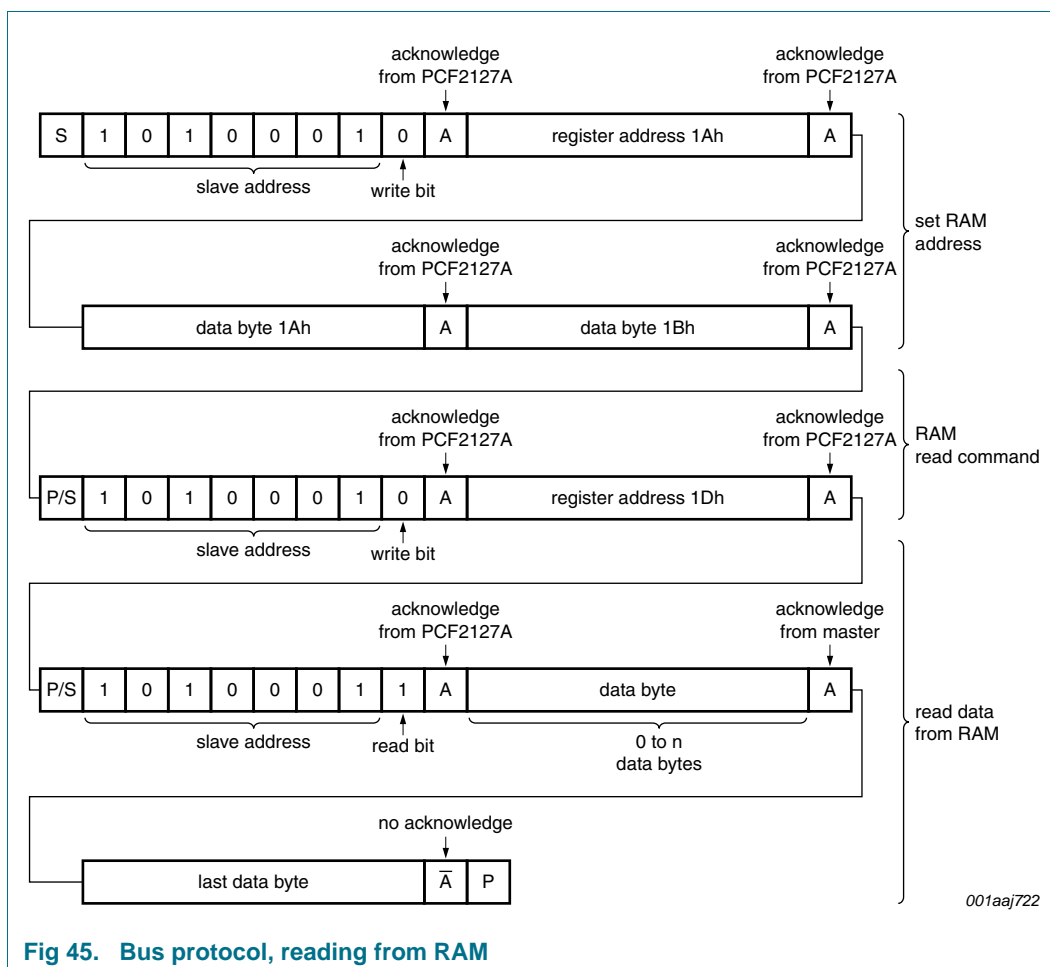 acknowledge
from PCF2127A
acknowledge
from PCF2127A
S 1 0 1 0 0 0 1 0 A register address 1Ah A
slave address
write bit
set RAM
address
acknowledge
from PCF2127A
acknowledge
from PCF2127A
data byte 1Ah A data byte 1Bh A
acknowledge
from PCF2127A
acknowledge
from PCF2127A
RAM
read command
P/S 1 0 1 0 0 0 1 0 A register address 1Dh A
slave address
write bit
acknowledge
from PCF2127A
acknowledge
from master
P/S 1 0 1 0 0 0 1 1 A data byte A
slave address
read bit
0 to n
data bytes
read data
from RAM
no acknowledge
last data byte A̅ P
001aaj722
Fig 45. Bus protocol, reading from RAM